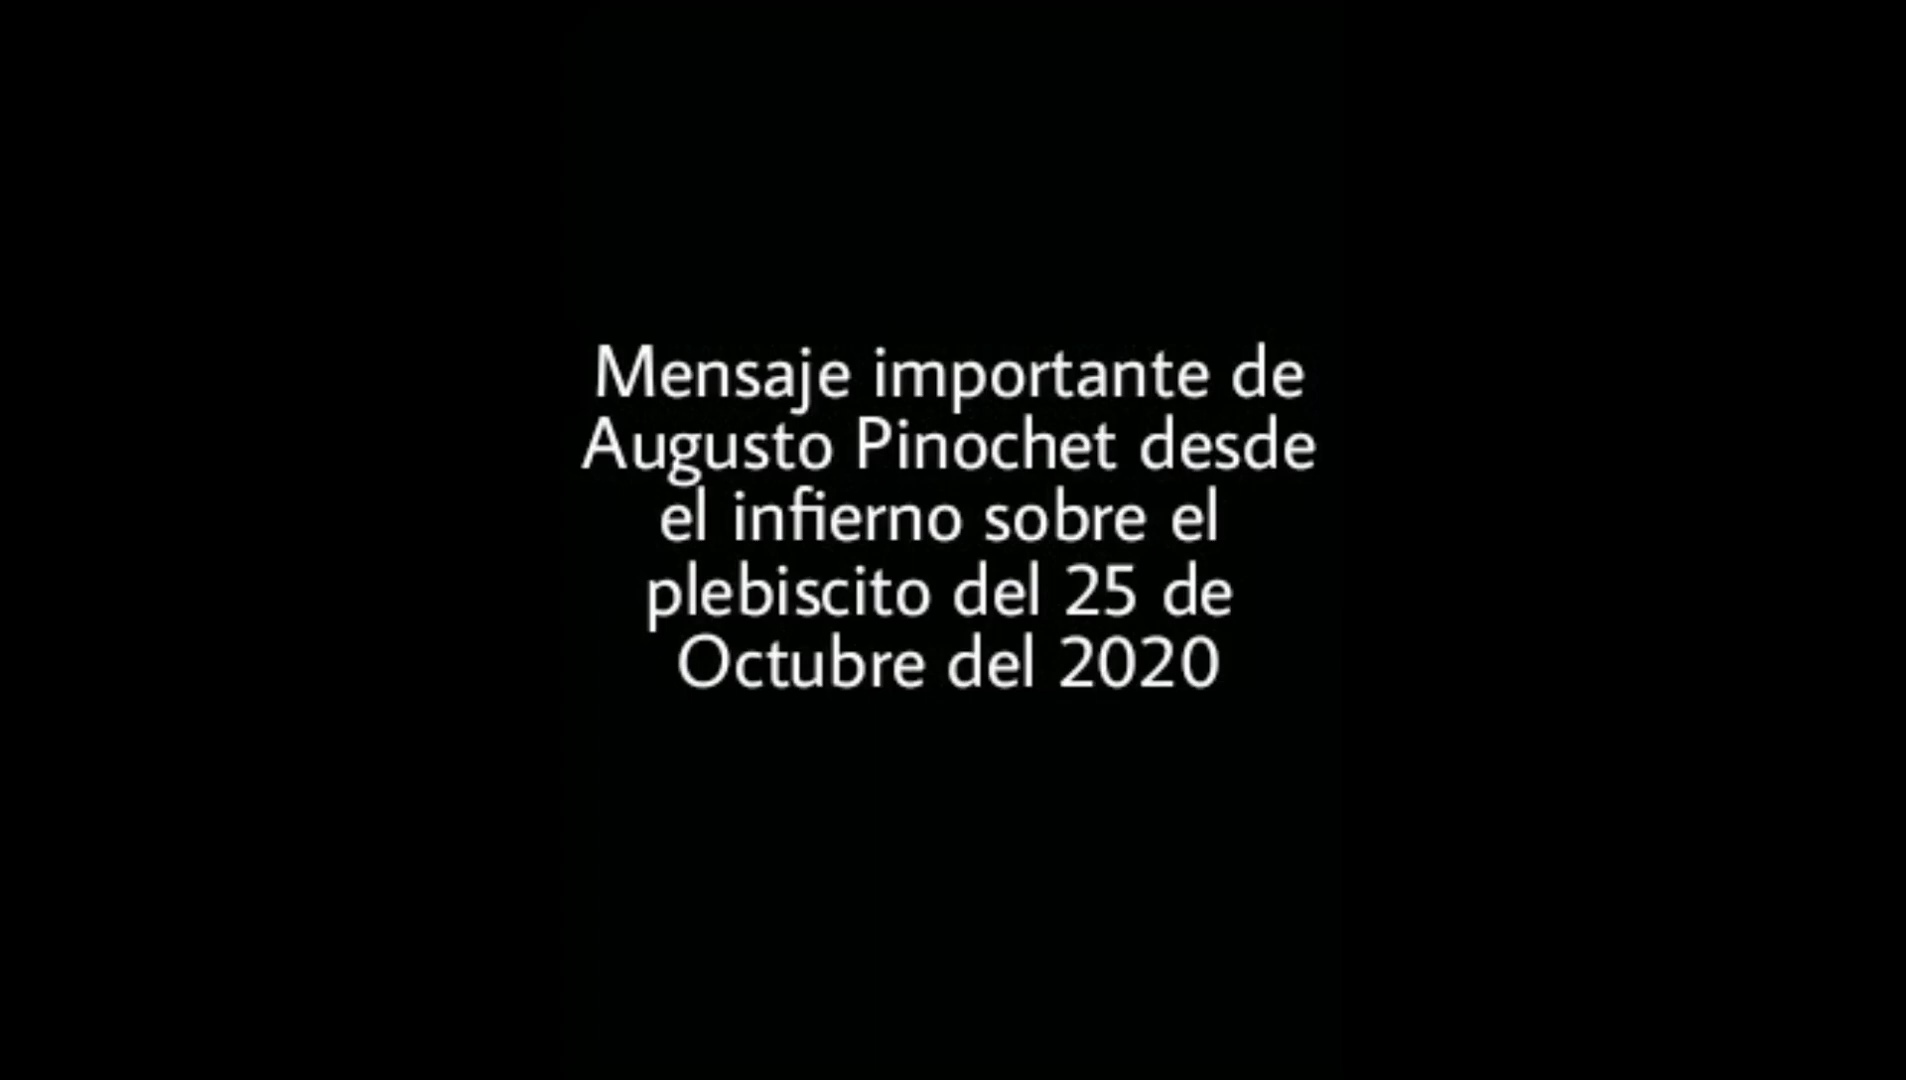 Mensaje importante de
Augusto Pinochet desde
el infierno sobre el
plebiscito del 25 de
Octubre del 2020